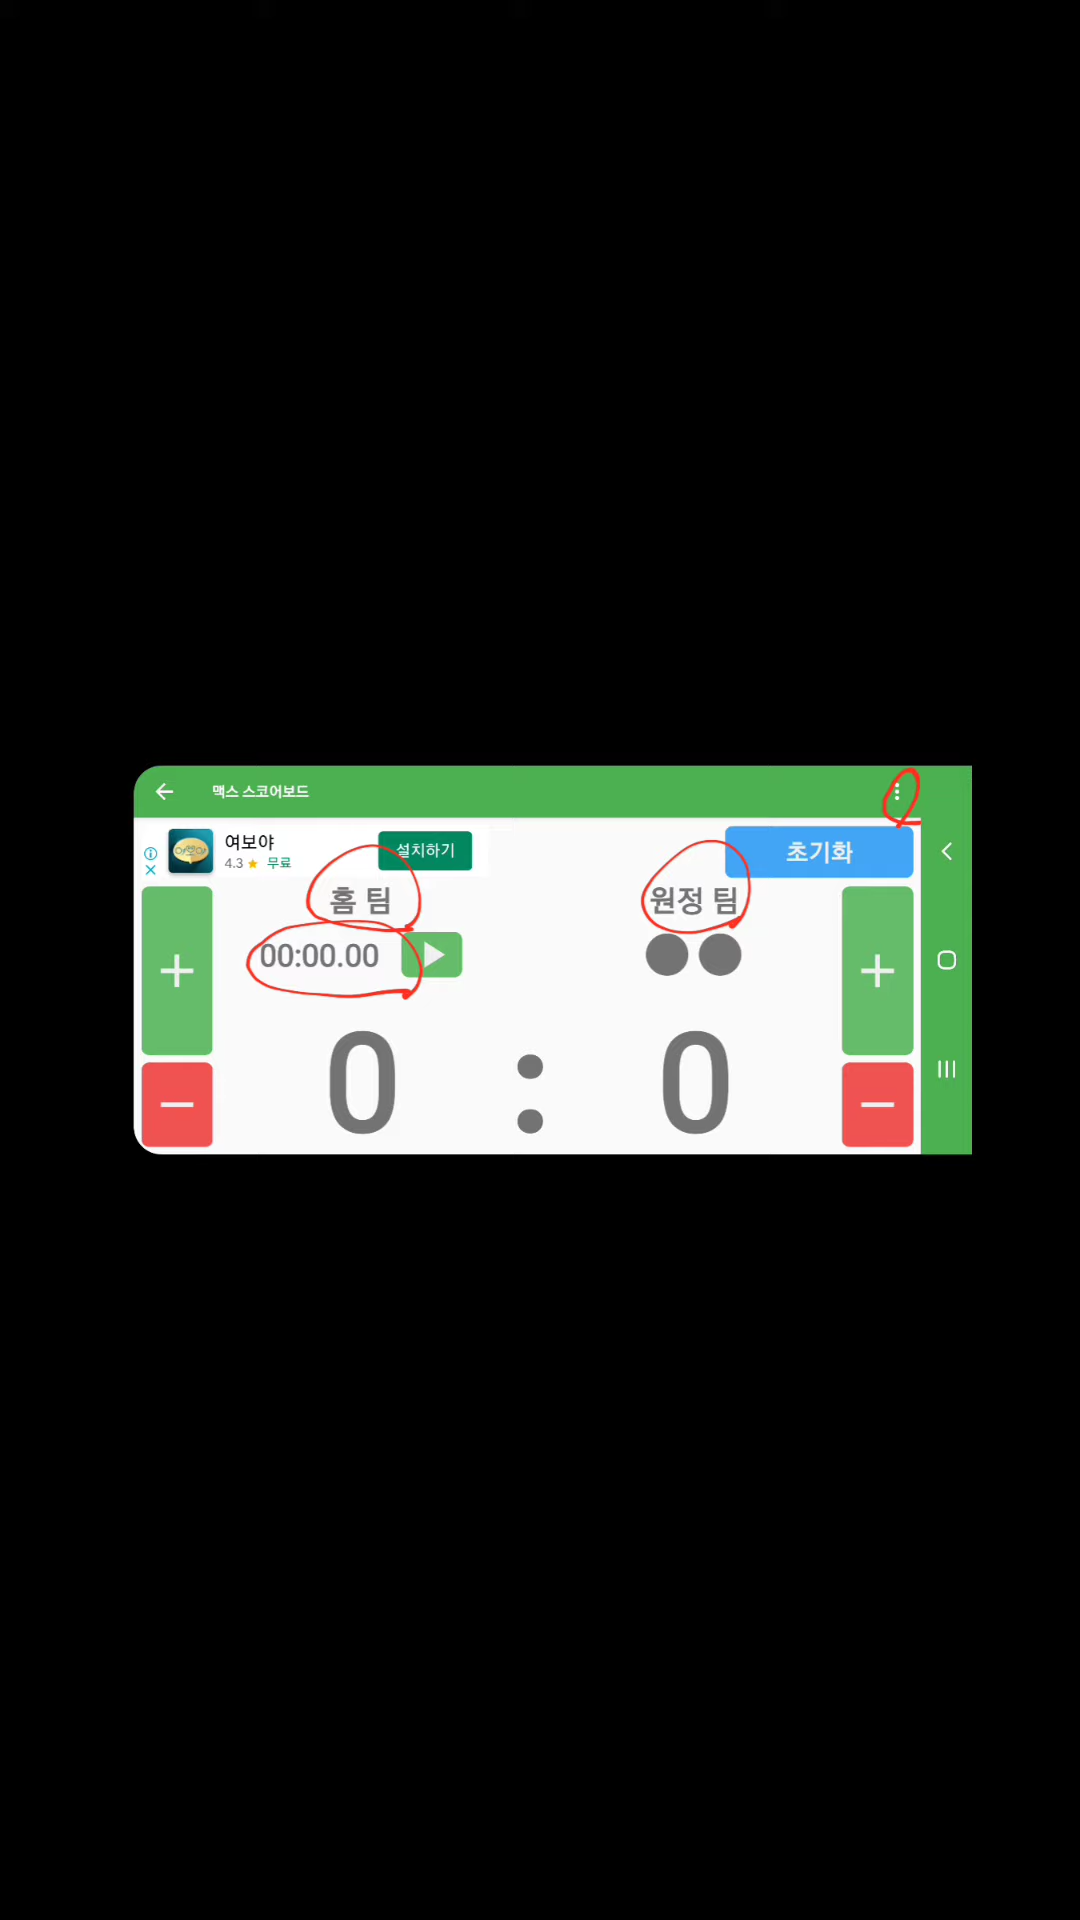 맥스 스코어보드
여보야
4.3 ★ 무료
설치하기
초기화
홈 팀
원정 팀
00:00.00
+
+
0 : 0
−
−